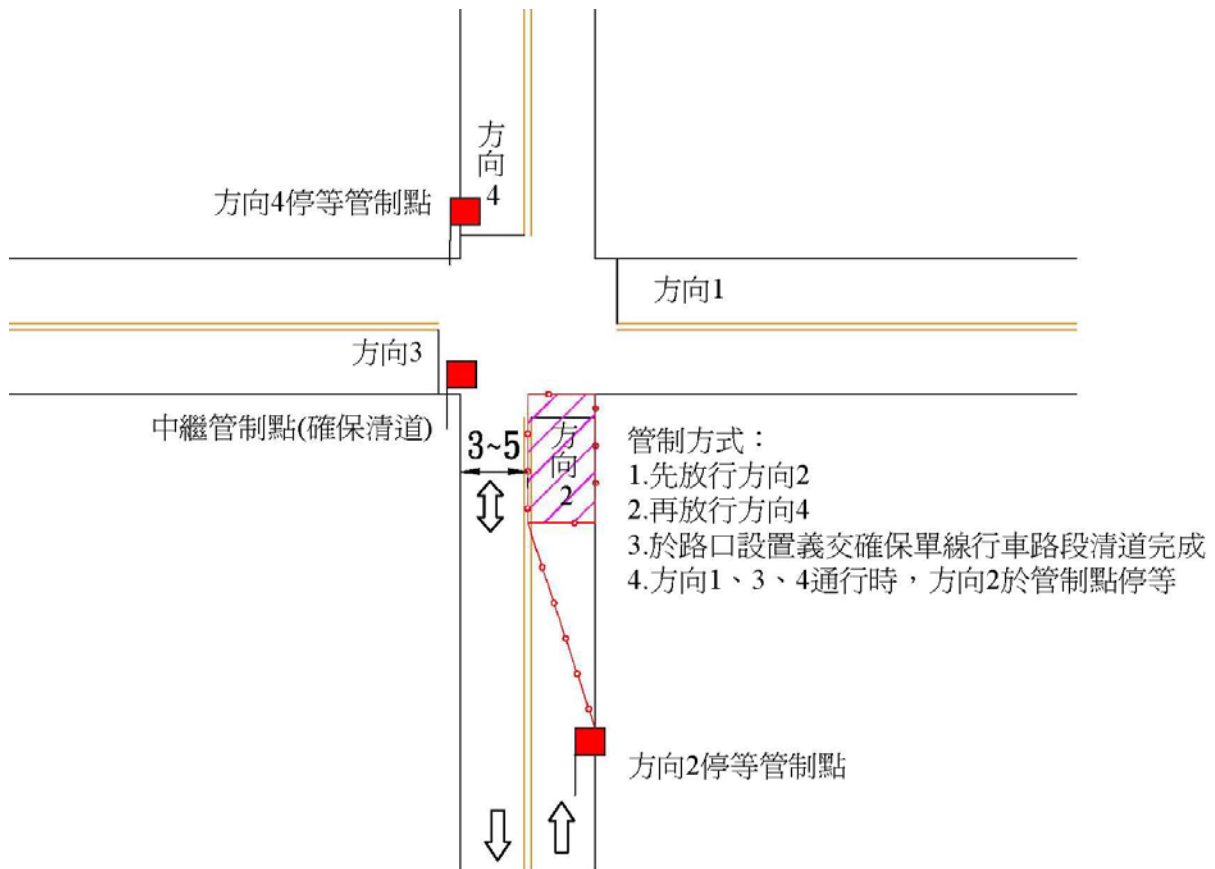 方向4
方向4停等管制點
方向1
方向3
中繼管制點(確保清道)
3~5
方向2
管制方式：
1.先放行方向2
2.再放行方向4
3.於路口設置義交確保單線行車路段清道完成
4.方向1、3、4通行時，方向2於管制點停等
方向2停等管制點